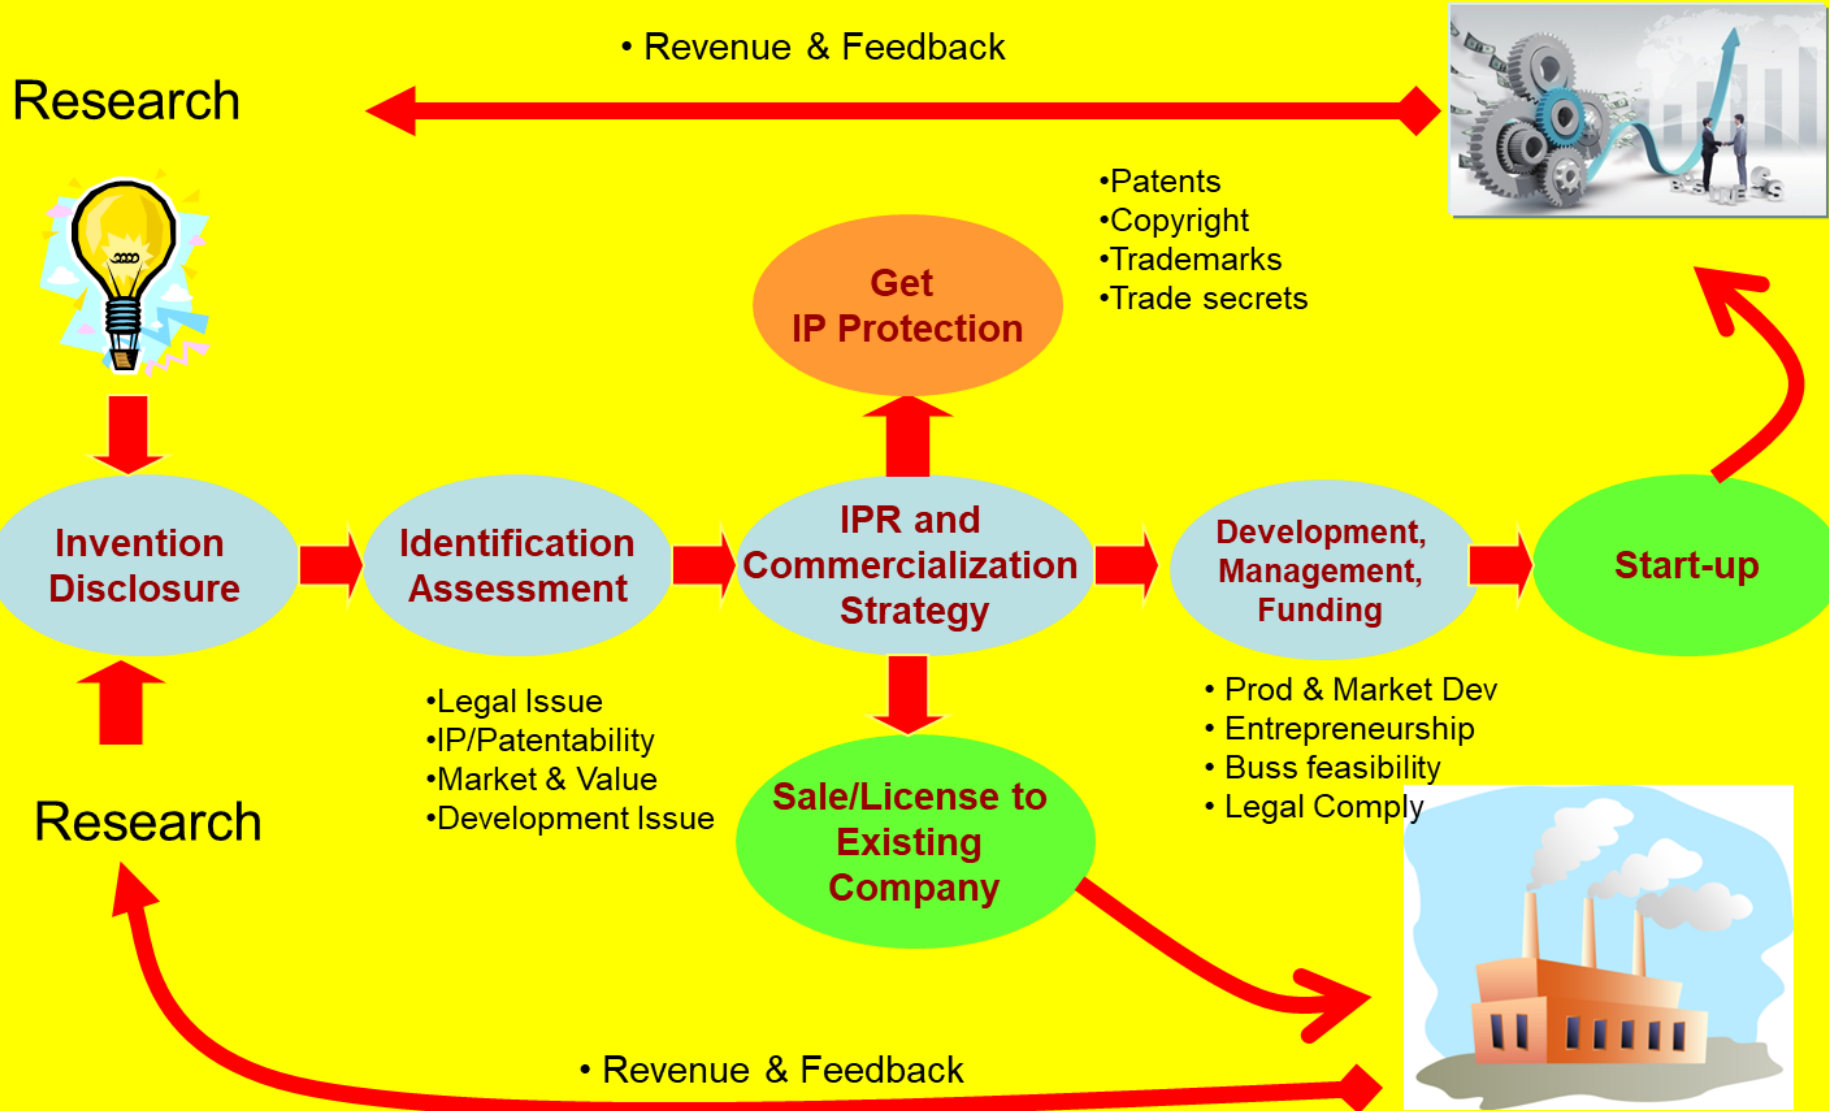 • Revenue & Feedback
Research
•Patents
•Copyright
•Trademarks
•Trade secrets
Get
IP Protection
Invention
Disclosure
Identification
Assessment
IPR and
Commercialization
Strategy
Development,
Management,
Funding
Start-up
•Legal Issue
•IP/Patentability
•Market & Value
•Development Issue
• Prod & Market Dev
• Entrepreneurship
• Buss feasibility
• Legal Comply
Research
Sale/License to
Existing
Company
• Revenue & Feedback